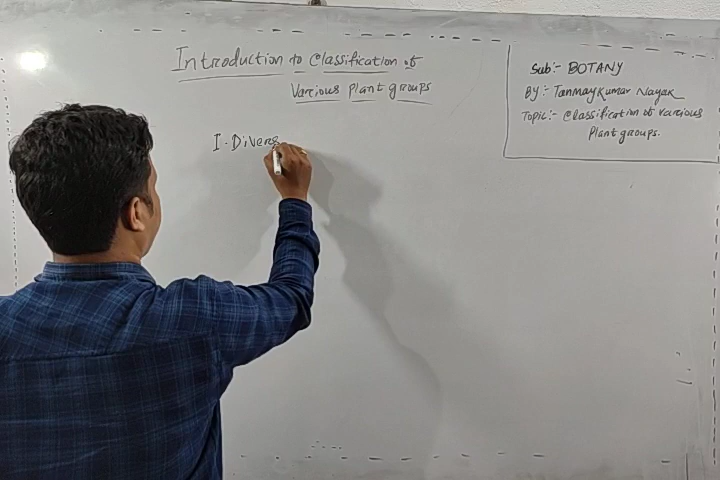 Introduction to Classification of
Various Plant groups
Sub:- BOTANY
By:- Tanmay Kumar Nayak
Topic:- Classification of various
Plant groups.
I. Divers